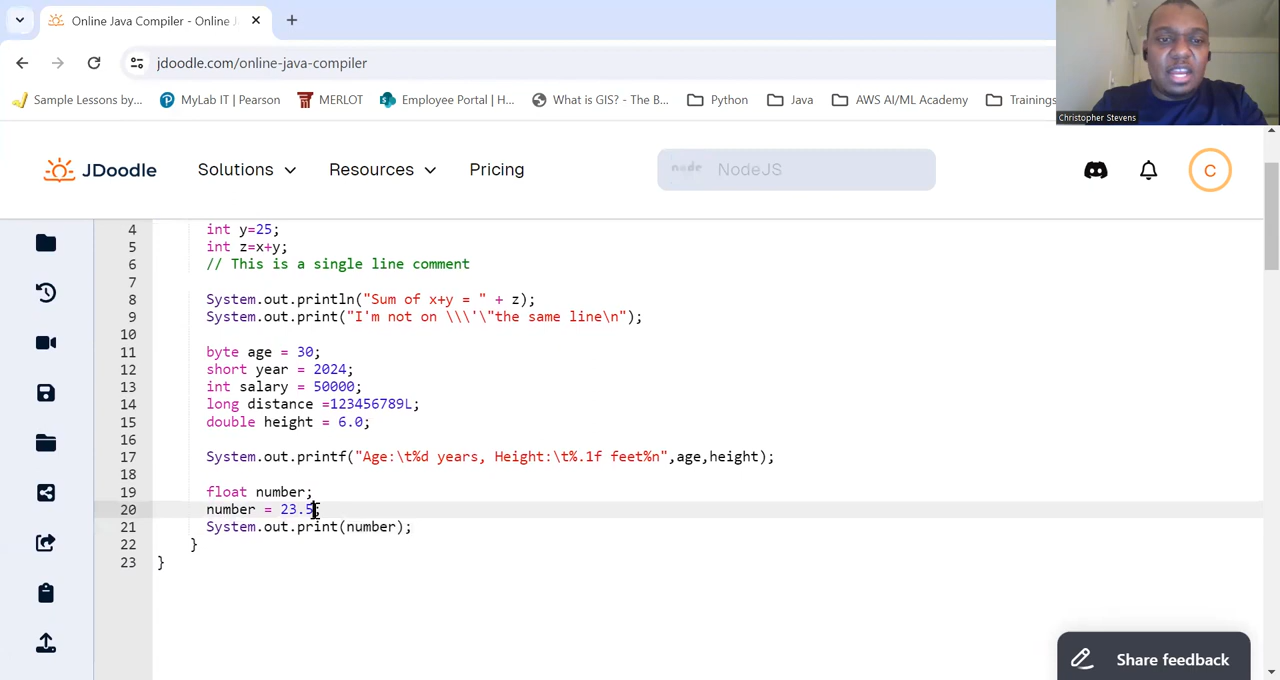 Online Java Compiler - Online J
jdoodle.com/online-java-compiler
Sample Lessons by...
MyLab IT | Pearson
MERLOT
Employee Portal | H...
What is GIS? - The B...
Python
Java
AWS AI/ML Academy
Trainings
Christopher Stevens
JDoodle
Solutions
Resources
Pricing
node
NodeJS
C
4 int y=25;
5 int z=x+y;
6 // This is a single line comment
7
8 System.out.println("Sum of x+y = " + z);
9 System.out.print("I'm not on \\\'\"the same line\n");
10
11 byte age = 30;
12 short year = 2024;
13 int salary = 50000;
14 long distance =123456789L;
15 double height = 6.0;
16
17 System.out.printf("Age:\t%d years, Height:\t%.1f feet%n",age,height);
18
19 float number;
20 number = 23.5;
21 System.out.print(number);
22 }
23 }
Share feedback